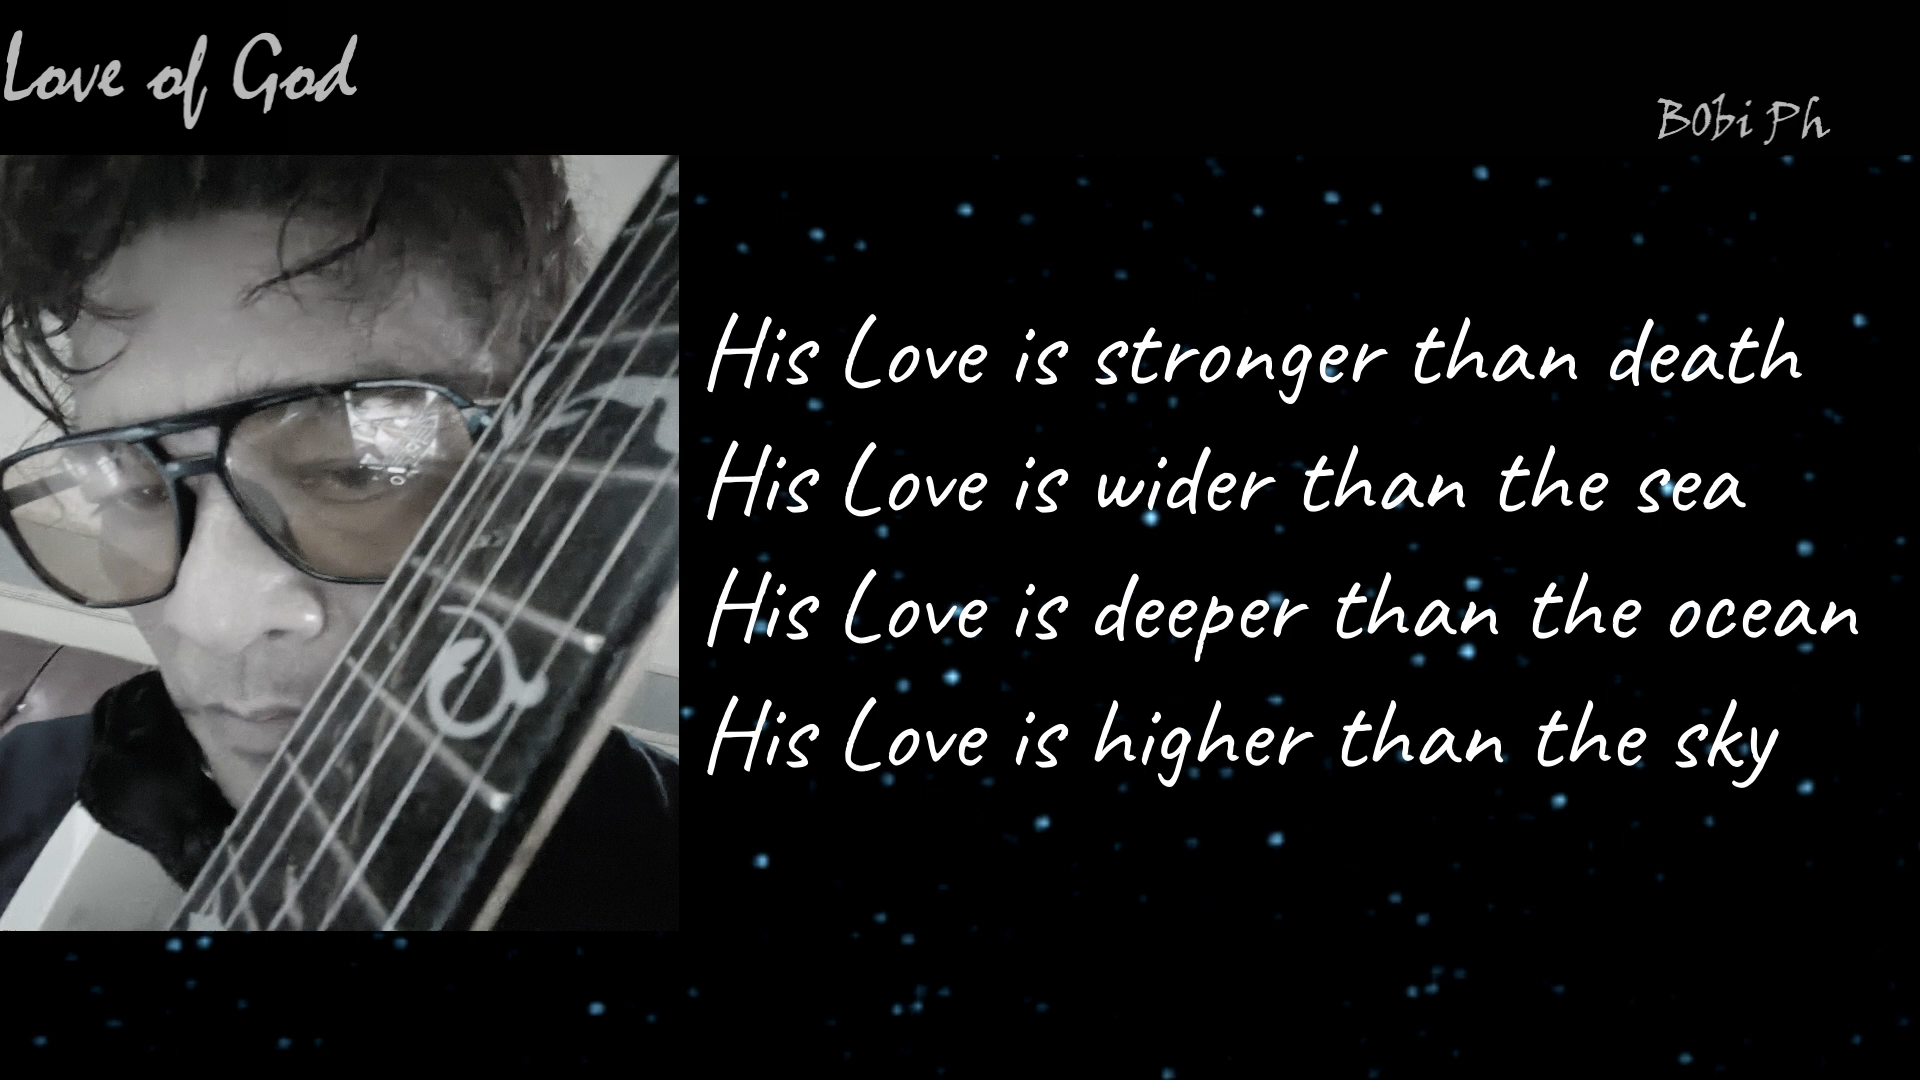 Love of God
BObi Ph
His Love is stronger than death
His Love is wider than the sea
His Love is deeper than the ocean
His Love is higher than the sky